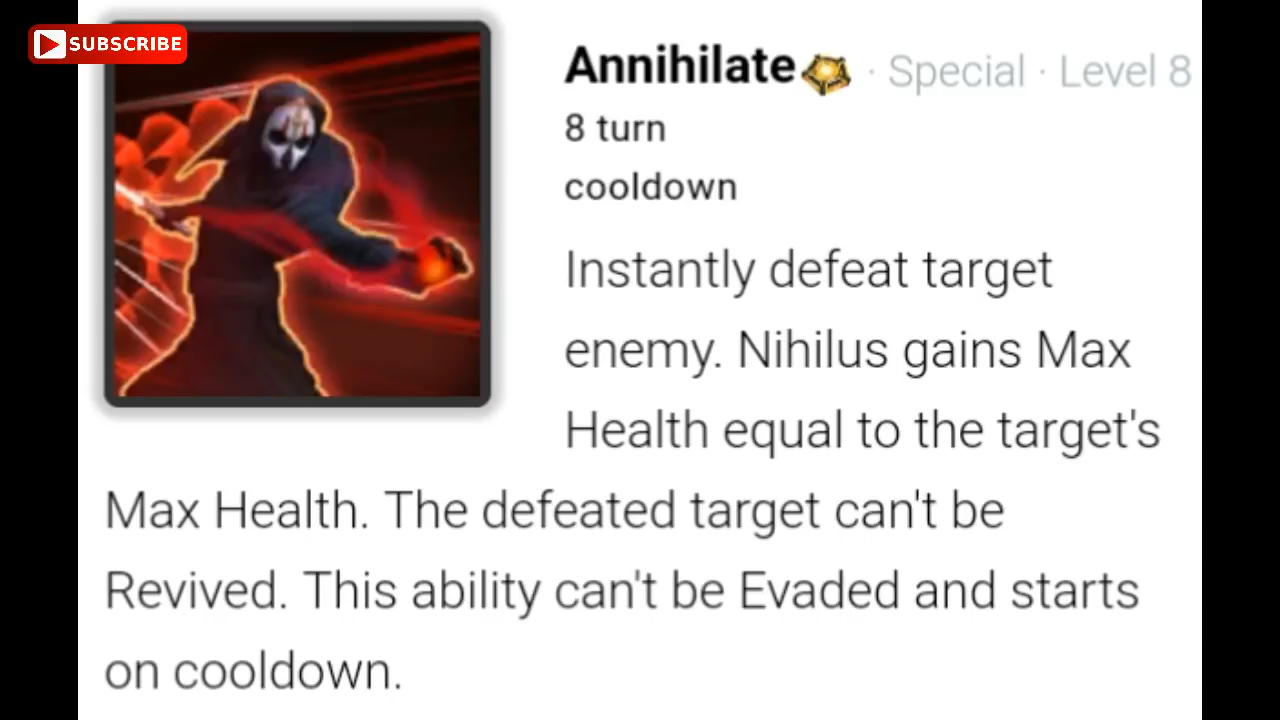 SUBSCRIBE
Annihilate · Special · Level 8
8 turn
cooldown
Instantly defeat target
enemy. Nihilus gains Max
Health equal to the target's
Max Health. The defeated target can't be
Revived. This ability can't be Evaded and starts
on cooldown.